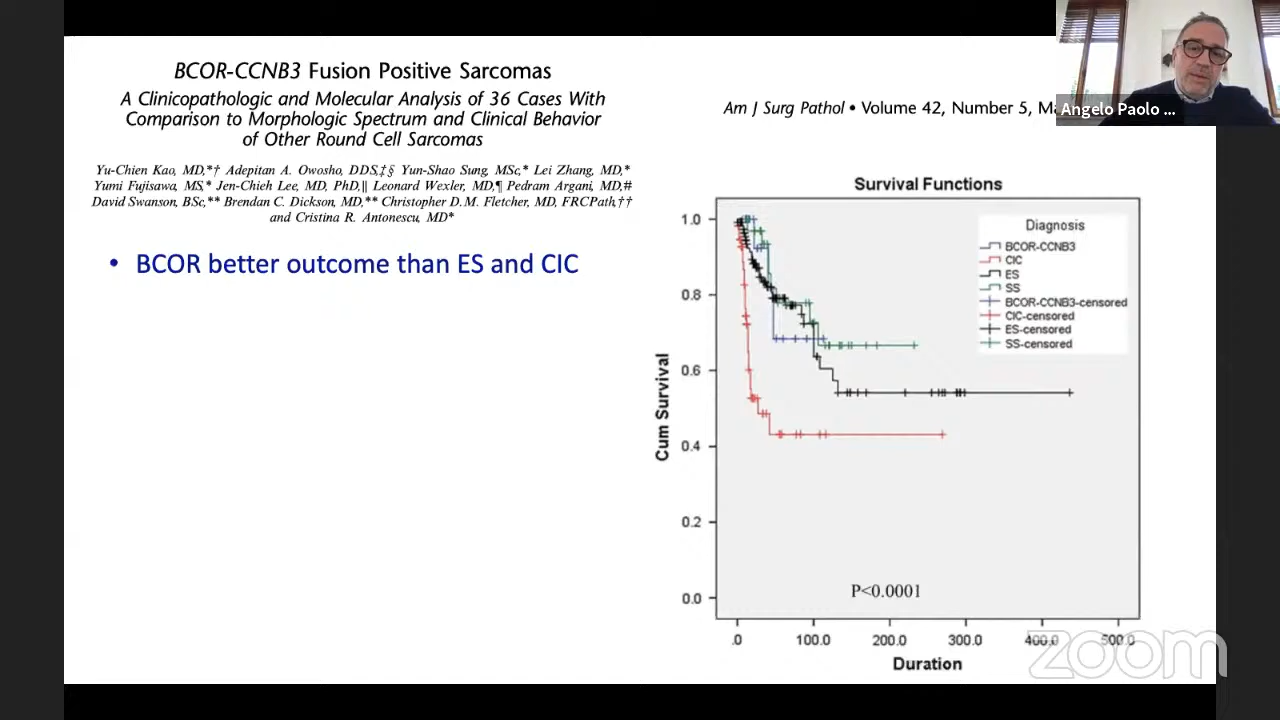 BCOR-CCNB3 Fusion Positive Sarcomas
A Clinicopathologic and Molecular Analysis of 36 Cases With
Comparison to Morphologic Spectrum and Clinical Behavior
of Other Round Cell Sarcomas
Yu-Chien Kao, MD,*† Adepitan A. Owosho, DDS,‡§ Yun-Shao Sung, MSc,* Lei Zhang, MD,*
Yumi Fujisawa, MS,* Jen-Chieh Lee, MD, PhD,∥ Leonard Wexler, MD,¶ Pedram Argani, MD,#
David Swanson, BSc,** Brendan C. Dickson, MD,** Christopher D.M. Fletcher, MD, FRCPath,††
and Cristina R. Antonescu, MD*
• BCOR better outcome than ES and CIC
Am J Surg Pathol • Volume 42, Number 5,
Angelo Paolo ...
Survival Functions
Diagnosis
BCOR-CCNB3
CIC
ES
SS
BCOR-CCNB3-censored
CIC-censored
ES-censored
SS-censored
Cum Survival
1.0
0.8
0.6
0.4
0.2
0.0
P<0.0001
.0 100.0 200.0 300.0 400.0 500.0
Duration
zoom